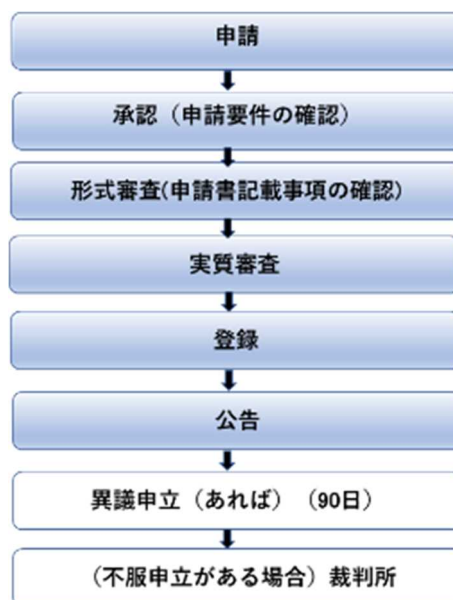 申請
承認（申請要件の確認）
形式審査(申請書記載事項の確認)
実質審査
登録
公告
異議申立（あれば）（90日）
（不服申立がある場合）裁判所